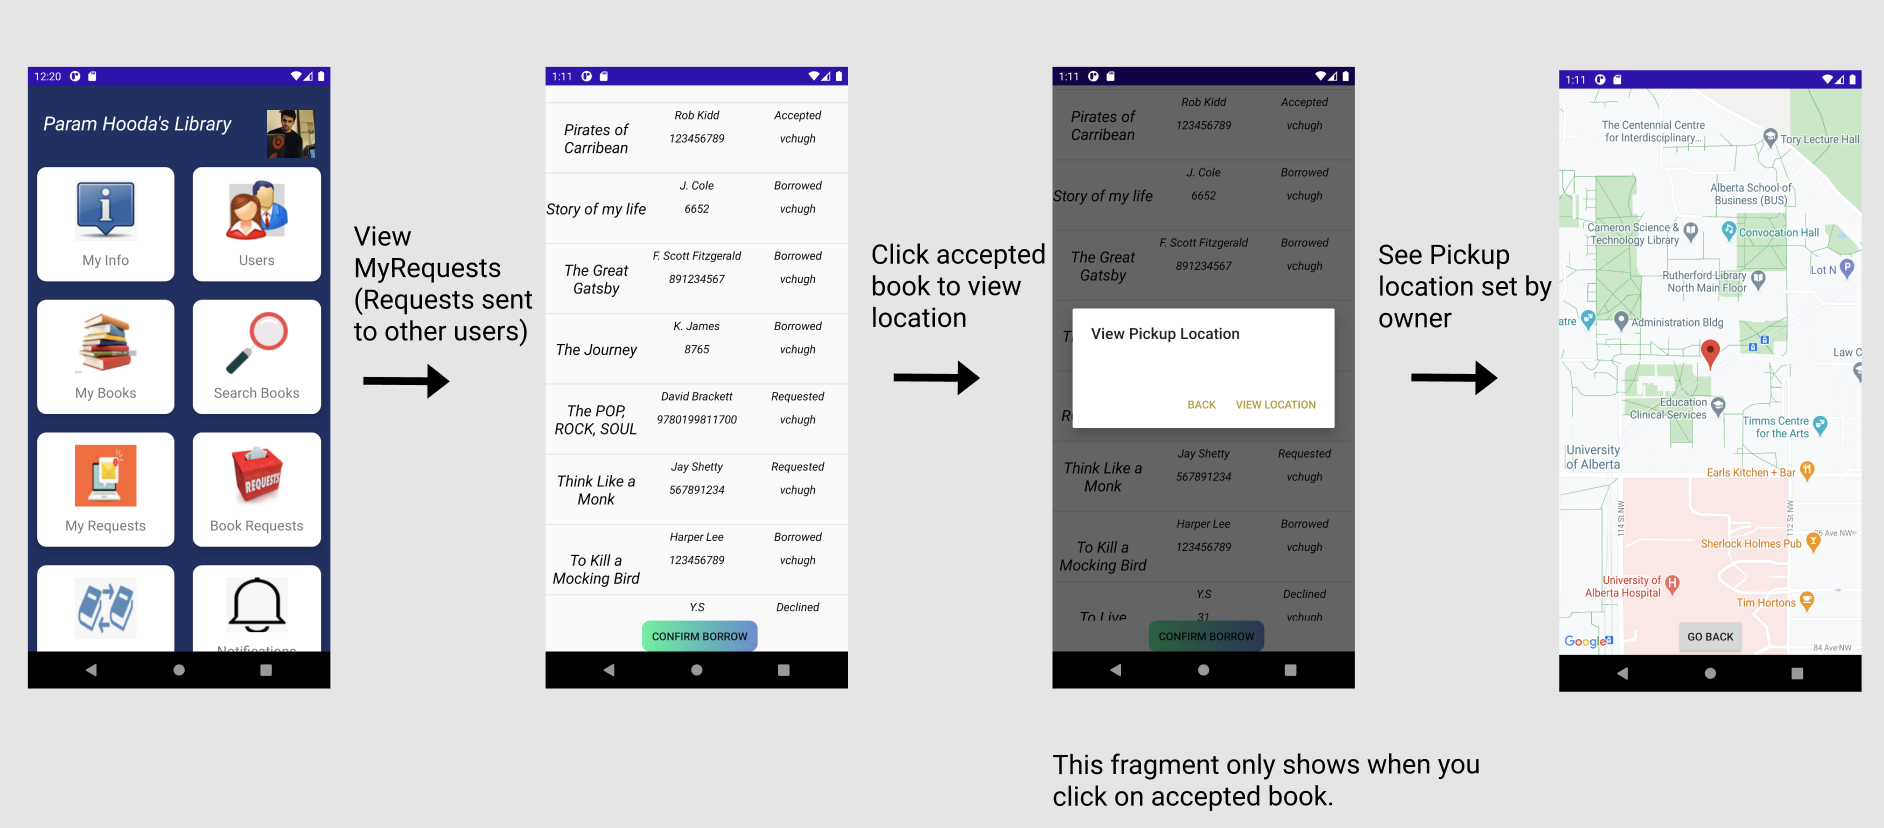 12:20
Param Hooda's Library
My Info
Users
My Books
Search Books
My Requests
Book Requests
Notifications
View
MyRequests
(Requests sent
to other users)
1:11
Rob Kidd Accepted
Pirates of
Carribean
123456789 vchugh
J. Cole Borrowed
Story of my life 6652 vchugh
F. Scott Fitzgerald Borrowed
The Great
Gatsby
891234567 vchugh
K. James Borrowed
The Journey 8765 vchugh
David Brackett Requested
The POP,
ROCK, SOUL
9780199811700 vchugh
Jay Shetty Requested
Think Like a
Monk
567891234 vchugh
Harper Lee Borrowed
123456789 vchugh
To Kill a
Mocking Bird
Y.S Declined
CONFIRM BORROW
Click accepted
book to view
location
1:11
Rob Kidd Accepted
Pirates of
Carribean
123456789 vchugh
J. Cole Borrowed
Story of my life 6652 vchugh
F. Scott Fitzgerald Borrowed
The Great
Gatsby
891234567 vchugh
View Pickup Location
BACK VIEW LOCATION
Jay Shetty Requested
Think Like a
Monk
567891234 vchugh
Harper Lee Borrowed
123456789 vchugh
To Kill a
Mocking Bird
Y.S Declined
To Live 31 vchugh
CONFIRM BORROW
This fragment only shows when you
click on accepted book.
See Pickup
location set by
owner
1:11
The Centennial Centre
for Interdisciplinary...
Tory Lecture Hall
Alberta School of
Business (BUS)
Cameron Science &
Technology Library
Convocation Hall
Rutherford Library
North Main Floor
Lot N
P
atre
Administration Bldg
Law C
Education
Clinical Services
Timms Centre
for the Arts
University
of Alberta
Earls Kitchen + Bar
114 St NW
112 St NW
Ave NW
Sherlock Holmes Pub
University of
Alberta Hospital
H
Tim Hortons
Google
GO BACK
84 Ave NW